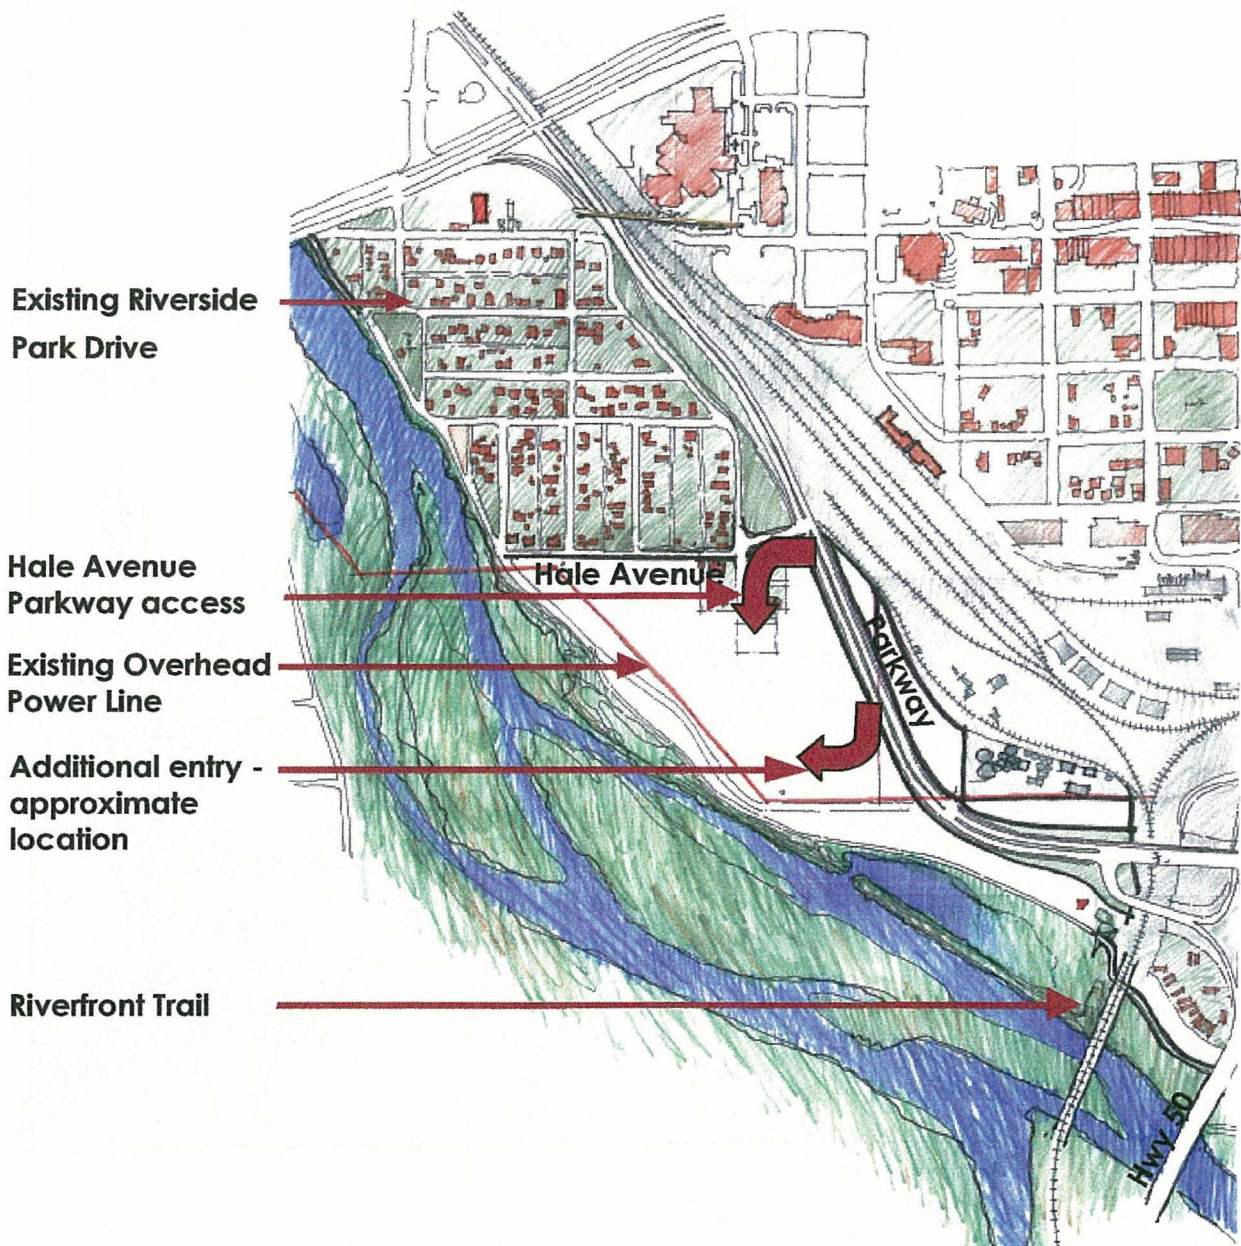 Existing Riverside
Park Drive
Hale Avenue
Parkway access
Hale Avenue
Existing Overhead
Power Line
Parkway
Additional entry -
approximate
location
Riverfront Trail
Hwy 50